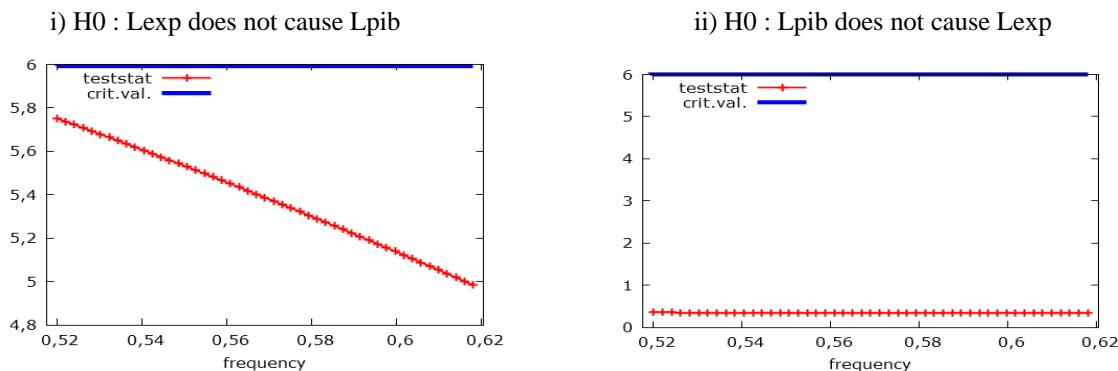 i) H0 : Lexp does not cause Lpib
6
teststat
crit.val.
5,8
5,6
5,4
5,2
5
4,8
0,52 0,54 0,56 0,58 0,6 0,62
frequency
ii) H0 : Lpib does not cause Lexp
6
teststat
crit.val.
5
4
3
2
1
0
0,52 0,54 0,56 0,58 0,6 0,62
frequency